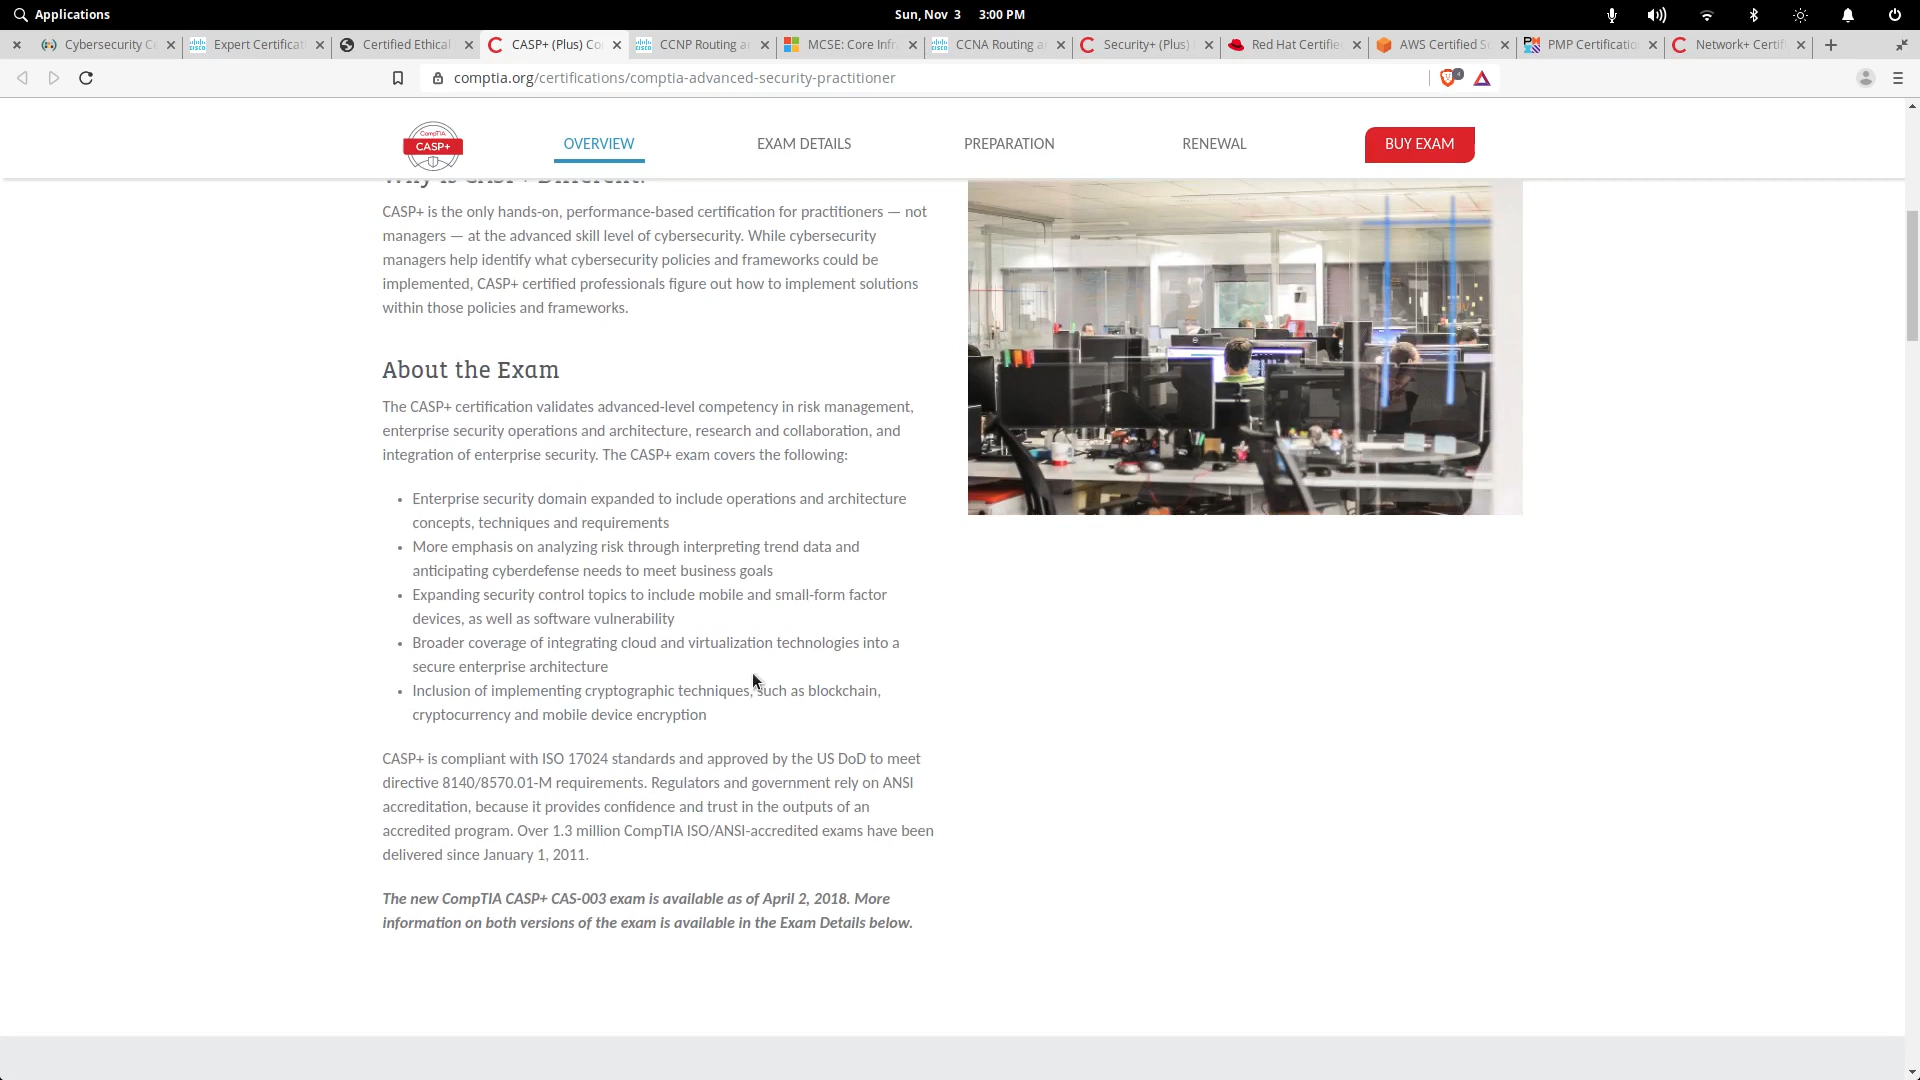 Applications
Sun, Nov 3 3:00 PM
Cybersecurity Ce
Expert Certificat
Certified Ethical
CASP+ (Plus) Co
CCNP Routing a
MCSE: Core Infr
CCNA Routing a
Security+ (Plus)
Red Hat Certifie
AWS Certified S
PMP Certificatio
Network+ Certif
comptia.org/certifications/comptia-advanced-security-practitioner
4
CompTIA
CASP+
OVERVIEW
EXAM DETAILS
PREPARATION
RENEWAL
BUY EXAM
Why is CASP+ Different?
CASP+ is the only hands-on, performance-based certification for practitioners — not
managers — at the advanced skill level of cybersecurity. While cybersecurity
managers help identify what cybersecurity policies and frameworks could be
implemented, CASP+ certified professionals figure out how to implement solutions
within those policies and frameworks.
About the Exam
The CASP+ certification validates advanced-level competency in risk management,
enterprise security operations and architecture, research and collaboration, and
integration of enterprise security. The CASP+ exam covers the following:
• Enterprise security domain expanded to include operations and architecture
concepts, techniques and requirements
• More emphasis on analyzing risk through interpreting trend data and
anticipating cyberdefense needs to meet business goals
• Expanding security control topics to include mobile and small-form factor
devices, as well as software vulnerability
• Broader coverage of integrating cloud and virtualization technologies into a
secure enterprise architecture
• Inclusion of implementing cryptographic techniques, such as blockchain,
cryptocurrency and mobile device encryption
CASP+ is compliant with ISO 17024 standards and approved by the US DoD to meet
directive 8140/8570.01-M requirements. Regulators and government rely on ANSI
accreditation, because it provides confidence and trust in the outputs of an
accredited program. Over 1.3 million CompTIA ISO/ANSI-accredited exams have been
delivered since January 1, 2011.
The new CompTIA CASP+ CAS-003 exam is available as of April 2, 2018. More
information on both versions of the exam is available in the Exam Details below.